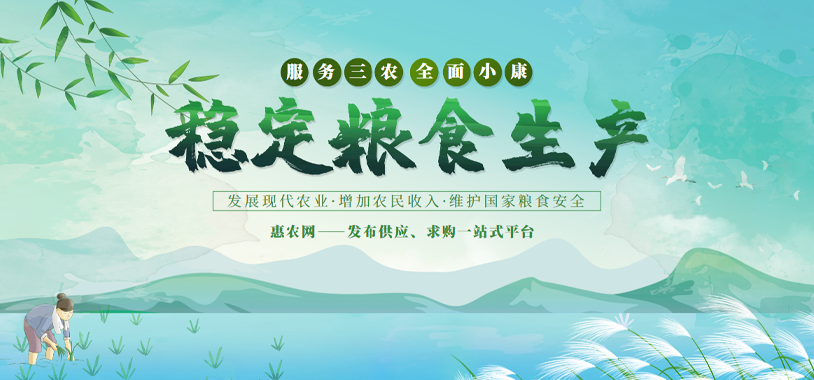 服务三农 全面小康
稳定粮食生产
发展现代农业·增加农民收入·维护国家粮食安全
惠农网——发布供应、求购一站式平台